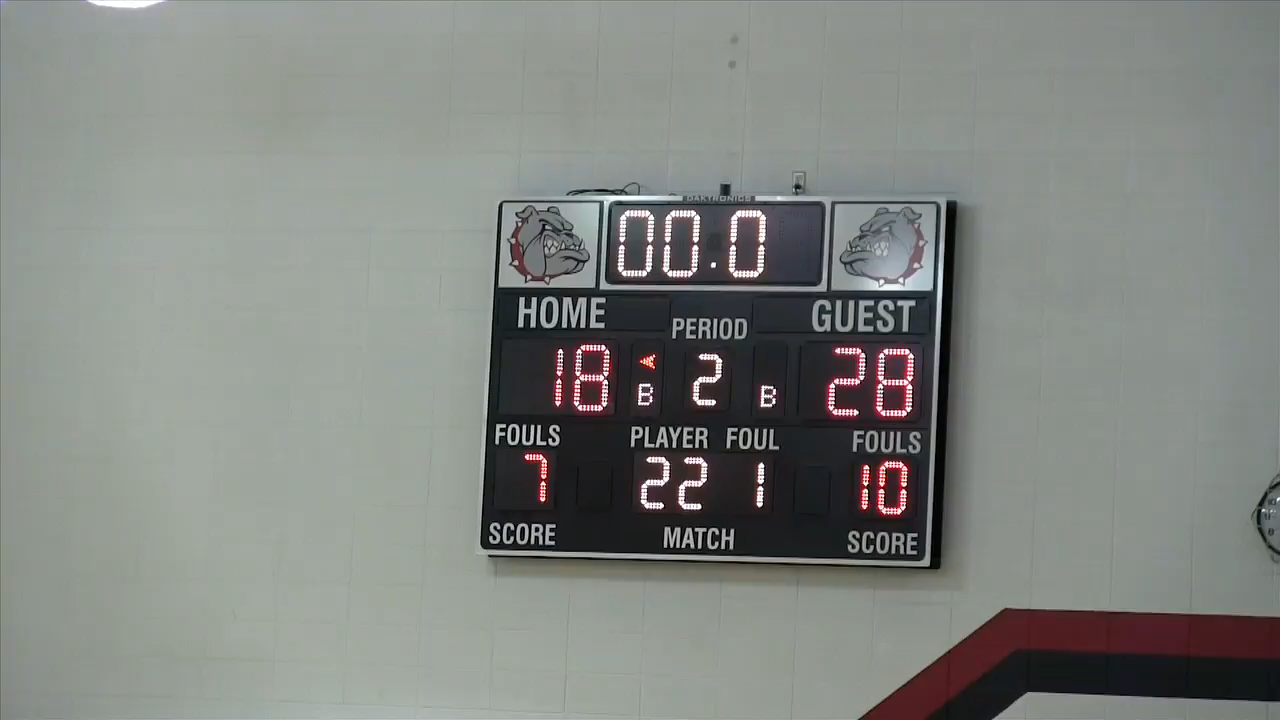 DAKTRONICS
00.0
HOME PERIOD GUEST
18 B 2 B 28
FOULS PLAYER FOUL FOULS
7 22 1 10
SCORE MATCH SCORE